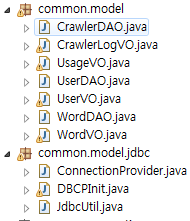 common.model
CrawlerDAO.java
CrawlerLogVO.java
UsageVO.java
UserDAO.java
UserVO.java
WordDAO.java
WordVO.java
common.model.jdbc
ConnectionProvider.java
DBCPInit.java
JdbcUtil.java